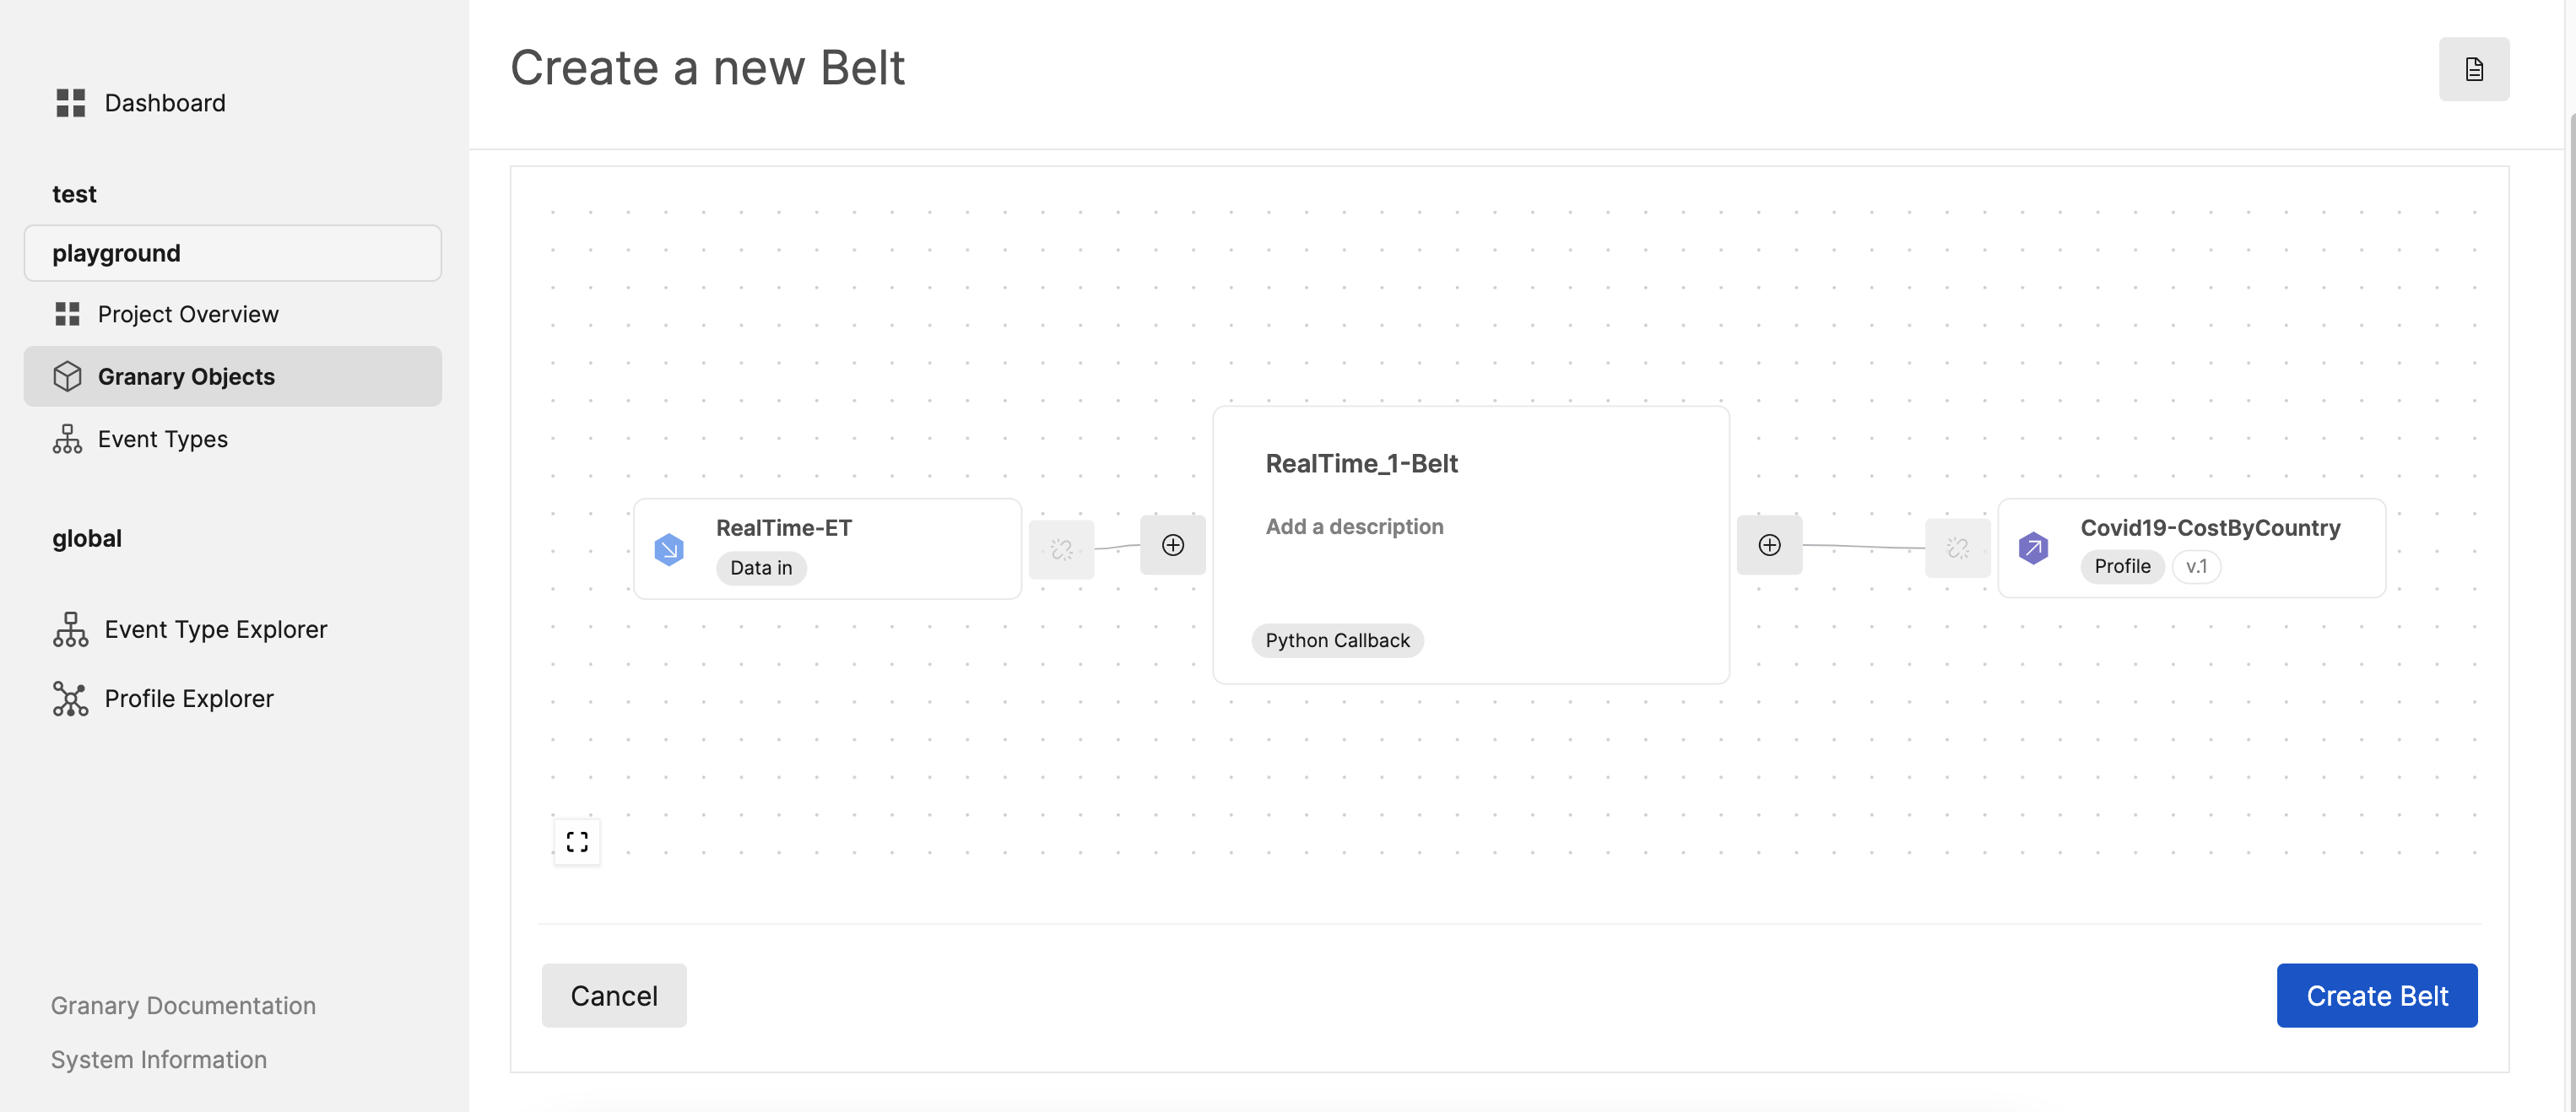 Create a new Belt
Dashboard
test
playground
Project Overview
Granary Objects
Event Types
global
Event Type Explorer
Profile Explorer
Granary Documentation
System Information
RealTime-ET
Data in
RealTime_1-Belt
Add a description
Python Callback
Covid19-CostByCountry
Profile v.1
Cancel
Create Belt